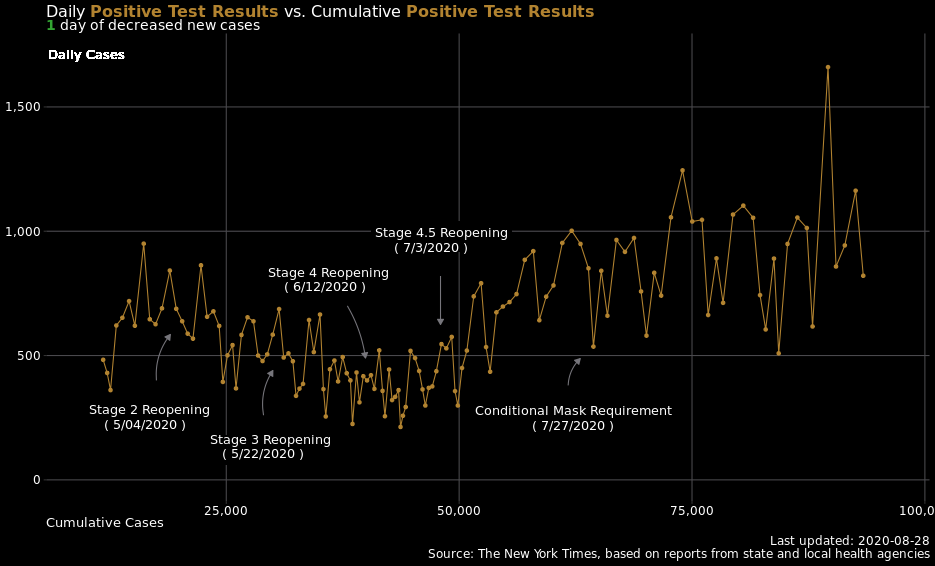 Daily Positive Test Results vs. Cumulative Positive Test Results
1 day of decreased new cases
Daily Cases
1,500
1,000
500
0
Stage 4.5 Reopening
( 7/3/2020 )
Stage 4 Reopening
( 6/12/2020 )
Stage 2 Reopening
( 5/04/2020 )
Conditional Mask Requirement
( 7/27/2020 )
Stage 3 Reopening
( 5/22/2020 )
25,000
50,000
75,000
100,0
Cumulative Cases
Last updated: 2020-08-28
Source: The New York Times, based on reports from state and local health agencies